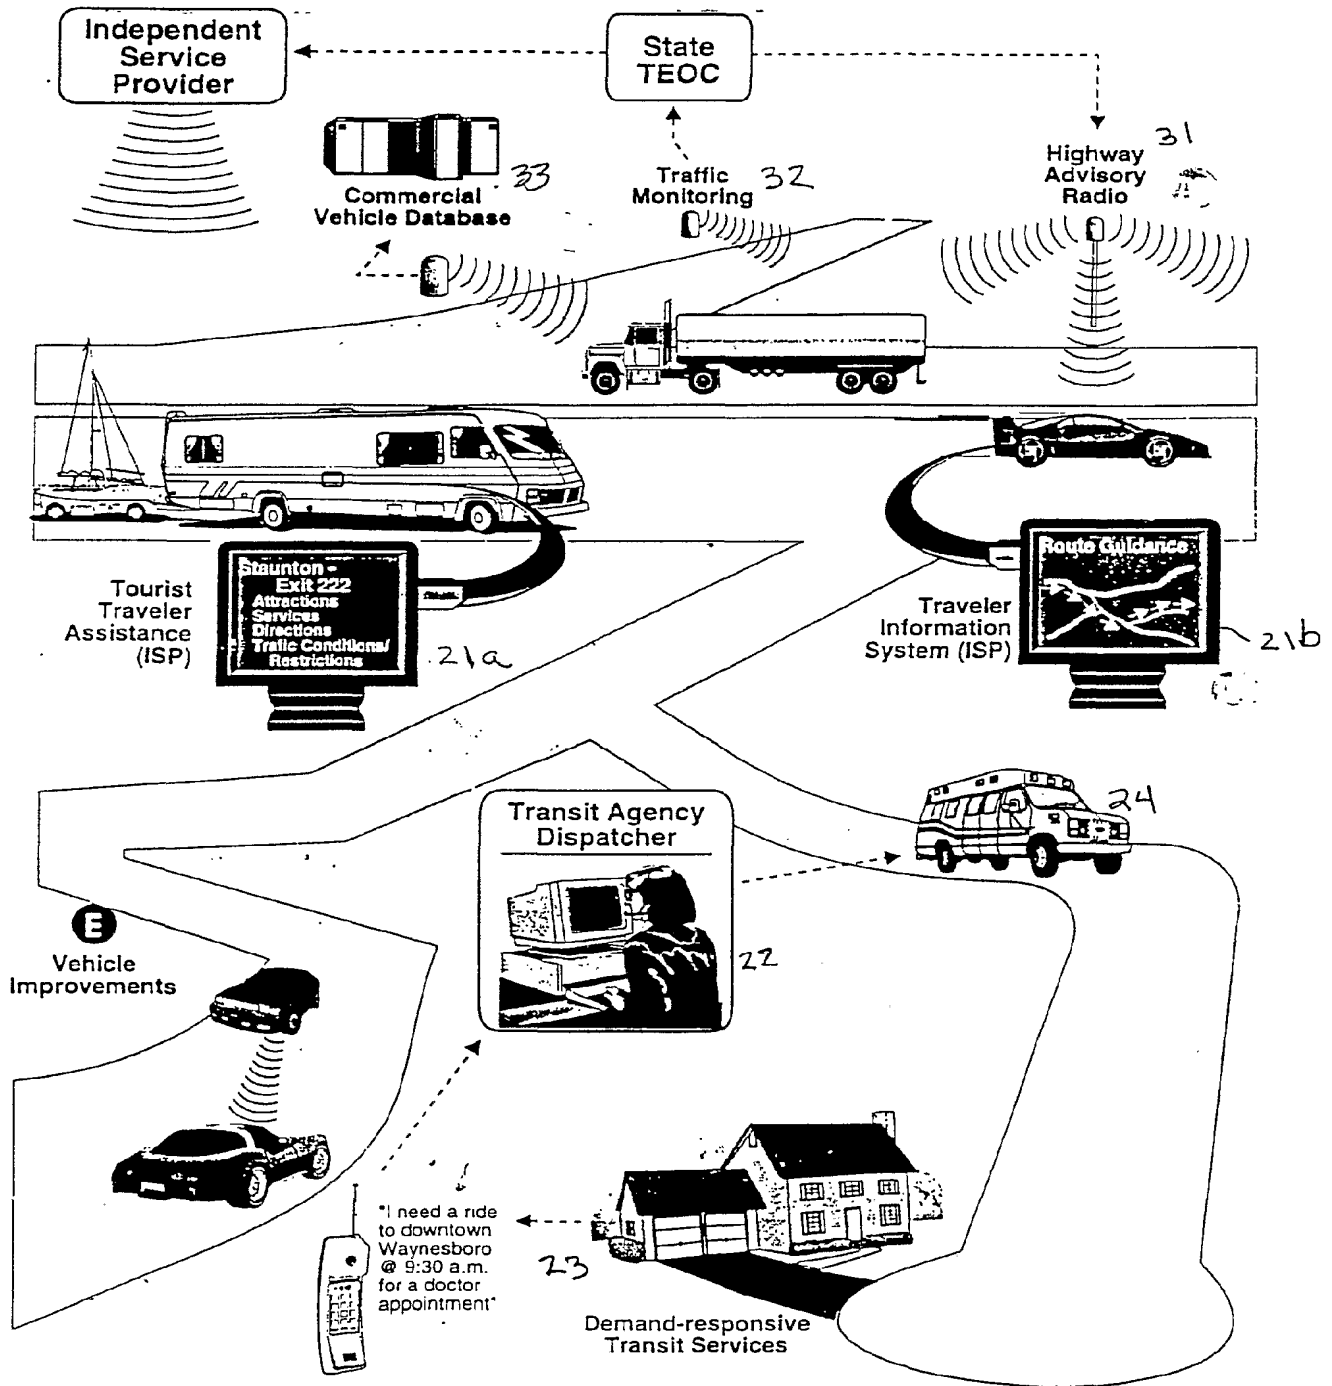 Independent
Service
Provider
State
TEOC
31
Highway
Advisory
Radio
33
Commercial
Vehicle Database
Traffic
Monitoring
32
Staunton -
Exit 222
Attractions
Services
Directions
Traffic Conditions/
Restrictions
Tourist
Traveler
Assistance
(ISP)
21a
Route Guidance
Traveler
Information
System (ISP)
21b
Transit Agency
Dispatcher
24
22
E
Vehicle
Improvements
"I need a ride
to downtown
Waynesboro
@ 9:30 a.m.
for a doctor
appointment"
23
Demand-responsive
Transit Services